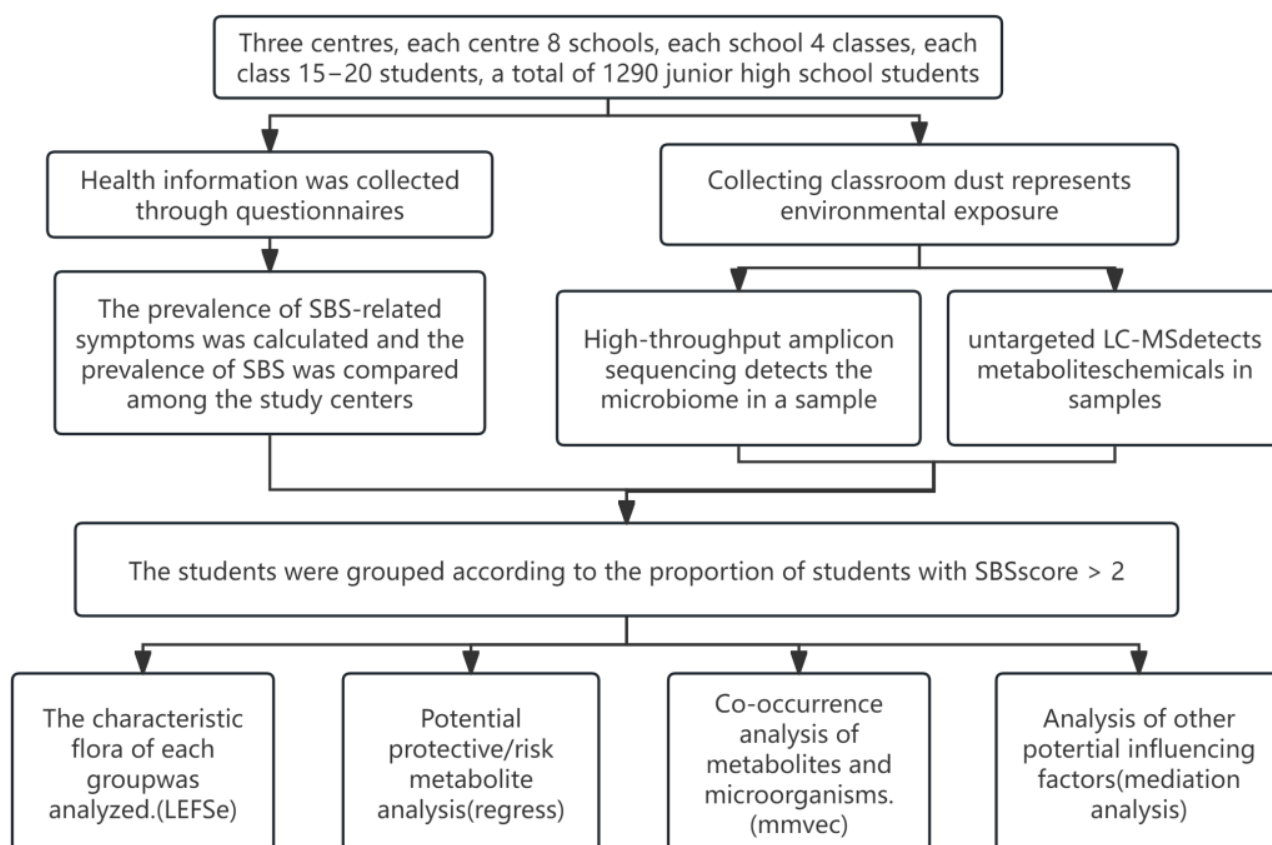 Three centres, each centre 8 schools, each school 4 classes, each
class 15–20 students, a total of 1290 junior high school students
Health information was collected
through questionnaires
Collecting classroom dust represents
environmental exposure
The prevalence of SBS-related
symptoms was calculated and the
prevalence of SBS was compared
among the study centers
High-throughput amplicon
sequencing detects the
microbiome in a sample
untargeted LC-MSdetects
metaboliteschemicals in
samples
The students were grouped according to the proportion of students with SBSscore > 2
The characteristic
flora of each
groupwas
analyzed.(LEFSe)
Potential
protective/risk
metabolite
analysis(regress)
Co-occurrence
analysis of
metabolites and
microorganisms.
(mmvec)
Analysis of other
potertial influencing
factors(mediation
analysis)